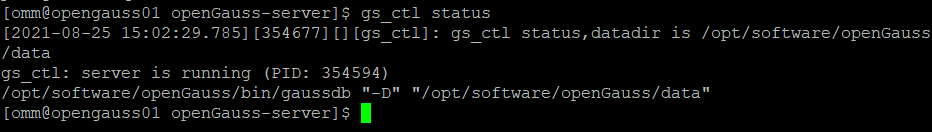 [omm@opengauss01 openGauss-server]$ gs_ctl status
[2021-08-25 15:02:29.785][354677][][gs_ctl]: gs_ctl status,datadir is /opt/software/openGauss
/data
gs_ctl: server is running (PID: 354594)
/opt/software/openGauss/bin/gaussdb "-D" "/opt/software/openGauss/data"
[omm@opengauss01 openGauss-server]$